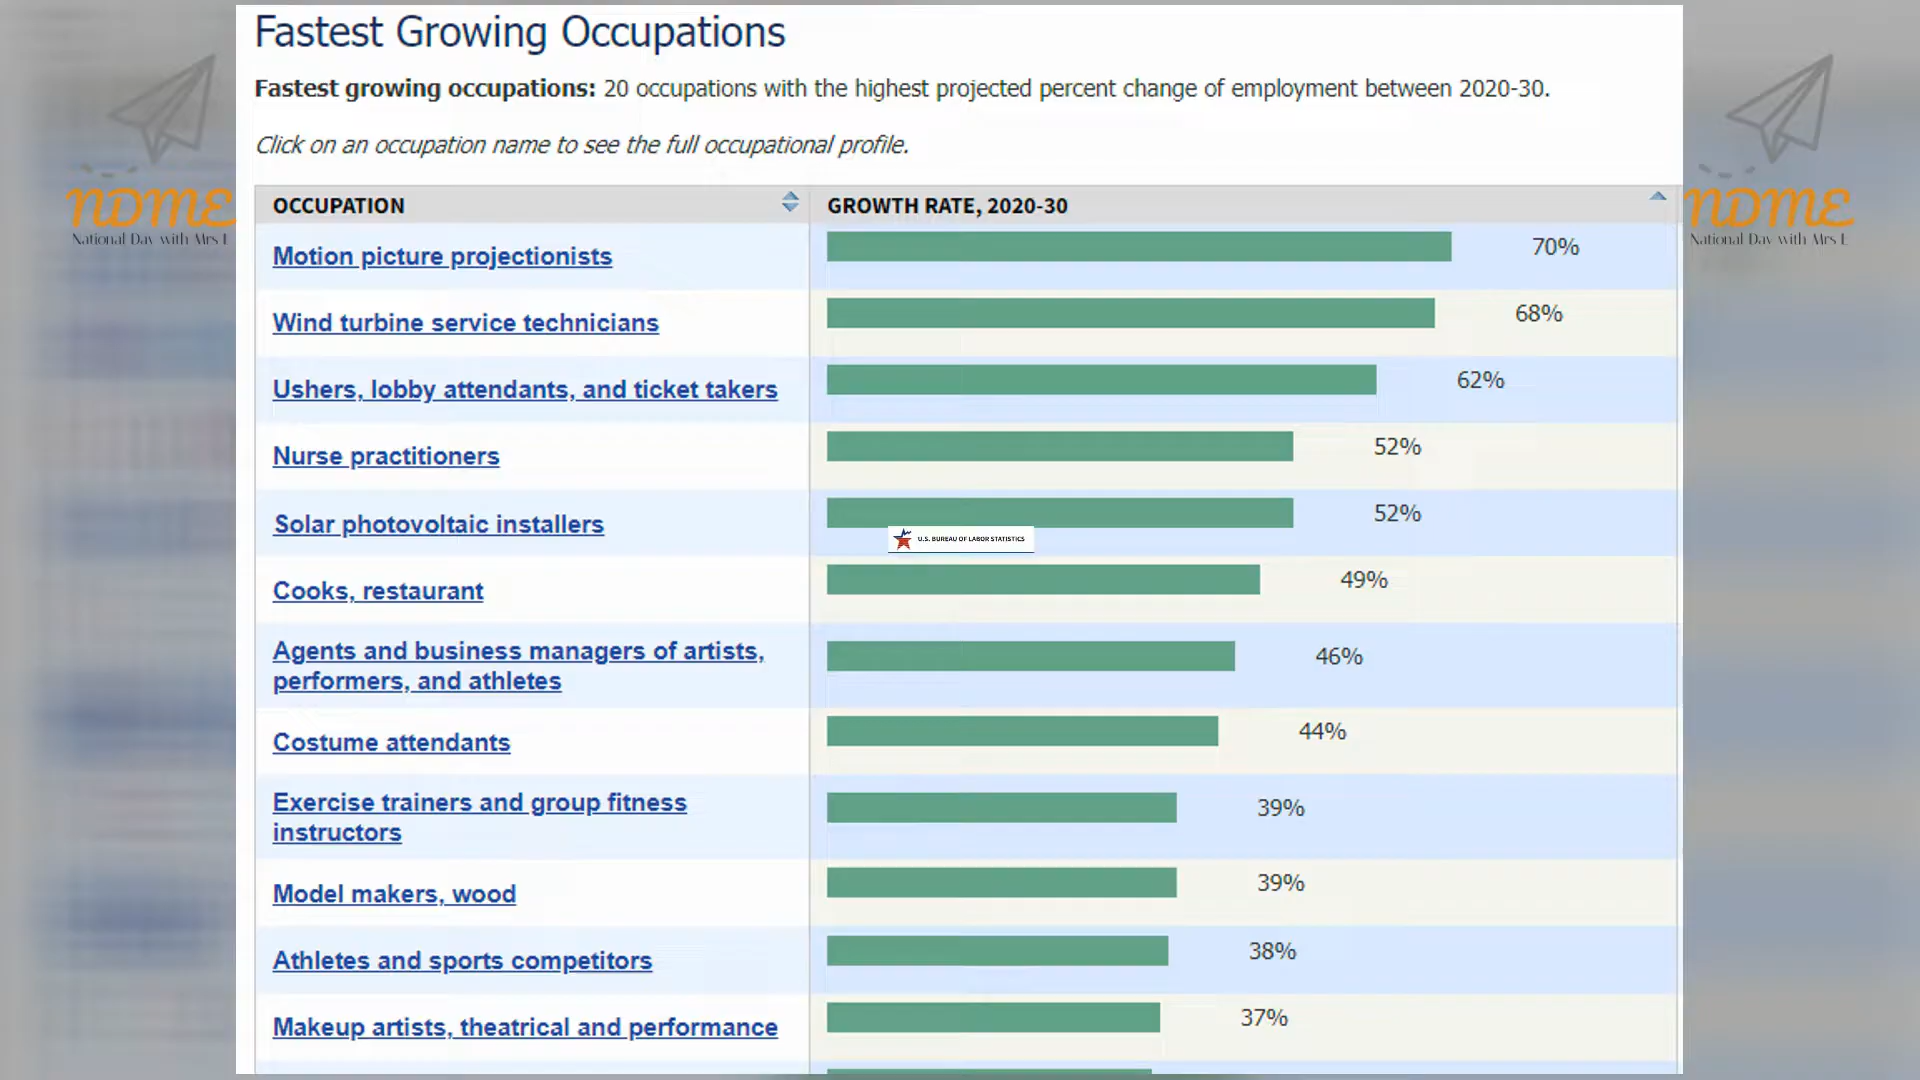 Fastest Growing Occupations
Fastest growing occupations: 20 occupations with the highest projected percent change of employment between 2020-30.
Click on an occupation name to see the full occupational profile.
NDME
National Day with Mrs E
NDME
National Day with Mrs E
OCCUPATION
GROWTH RATE, 2020-30
Motion picture projectionists
70%
Wind turbine service technicians
68%
Ushers, lobby attendants, and ticket takers
62%
Nurse practitioners
52%
Solar photovoltaic installers
52%
U.S. BUREAU OF LABOR STATISTICS
Cooks, restaurant
49%
Agents and business managers of artists,
performers, and athletes
46%
Costume attendants
44%
Exercise trainers and group fitness
instructors
39%
Model makers, wood
39%
Athletes and sports competitors
38%
Makeup artists, theatrical and performance
37%